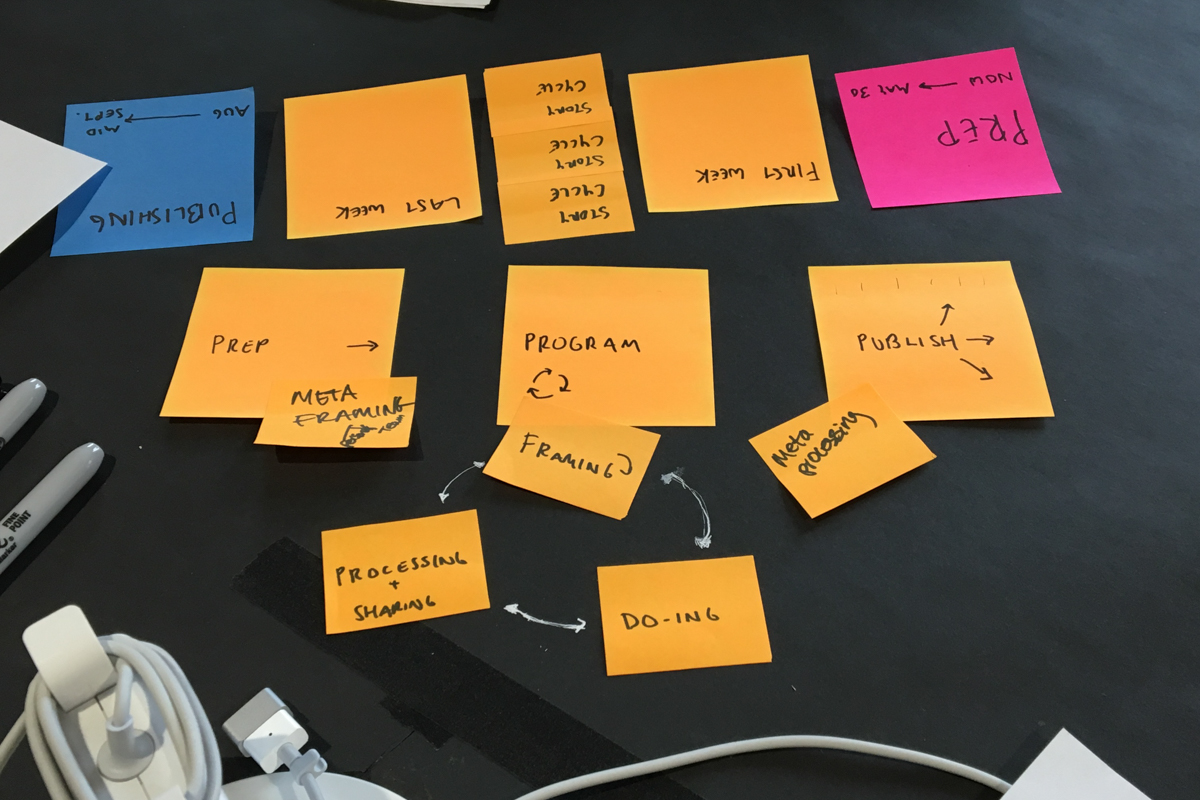 PREP
NOW → MAY 30
FIRST WEEK
STORY
CYCLE
STORY
CYCLE
STORY
CYCLE
LAST WEEK
PUBLISHING
AUG → MID
SEPT.
PREP →
META
FRAMING
PROGRAM
PUBLISH
FRAMING
Meta
processing
PROCESSING
+
SHARING
DO-ING
FINE
POINT